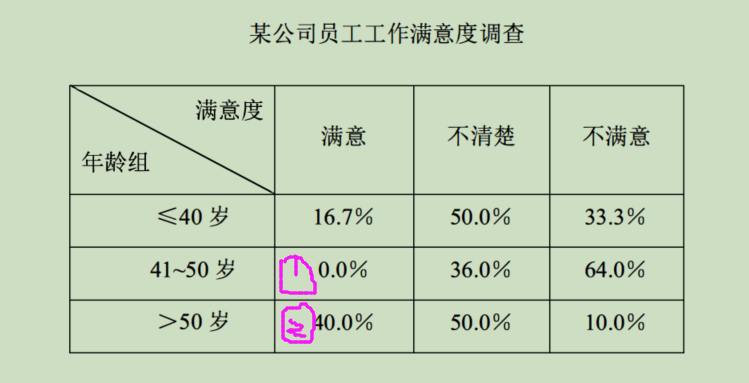 某公司员工工作满意度调查
满意度
年龄组
满意 不清楚 不满意
≤40 岁 16.7% 50.0% 33.3%
41~50 岁 0.0% 36.0% 64.0%
>50 岁 40.0% 50.0% 10.0%